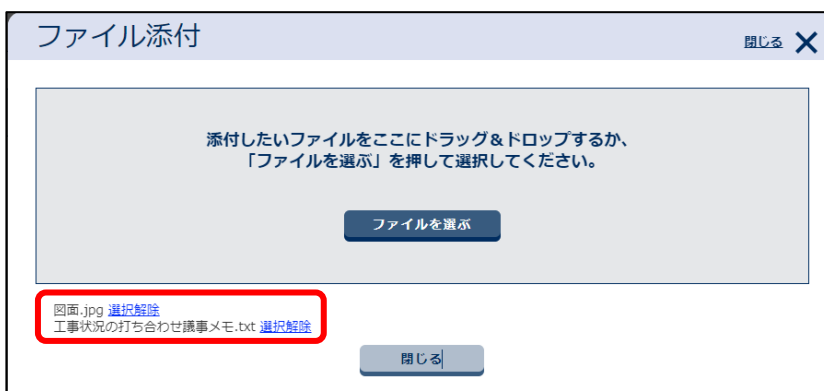 ファイル添付
閉じる
添付したいファイルをここにドラッグ&ドロップするか、
「ファイルを選ぶ」を押して選択してください。
ファイルを選ぶ
図面.jpg 選択解除
工事状況の打ち合わせ議事メモ.txt 選択解除
閉じる